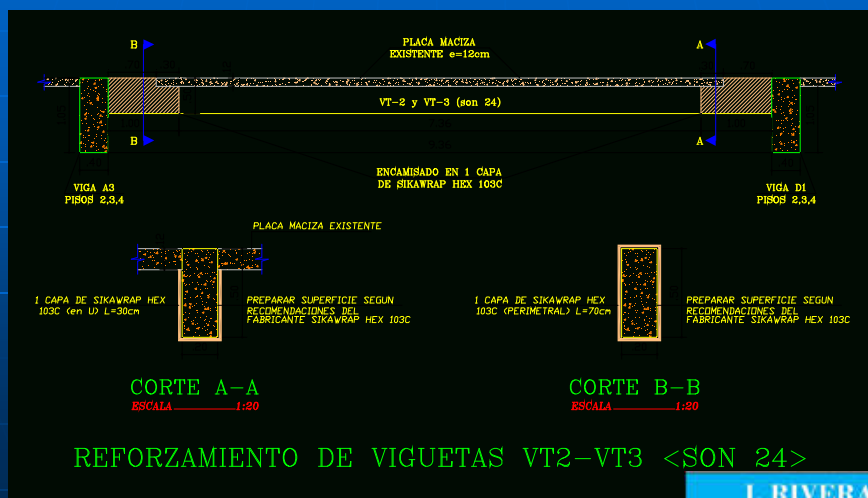 B
A
PLACA MACIZA
EXISTENTE e=12cm
VT-2 y VT-3 (son 24)
B
A
ENCAMISADO EN 1 CAPA
DE SIKAWRAP HEX 103C
VIGA A3
PISOS 2,3,4
VIGA D1
PISOS 2,3,4
PLACA MACIZA EXISTENTE
1 CAPA DE SIKAWRAP HEX
103C (en U) L=30cm
PREPARAR SUPERFICIE SEGUN
RECOMENDACIONES DEL
FABRICANTE SIKAWRAP HEX 103C
1 CAPA DE SIKAWRAP HEX
103C (PERIMETRAL) L=70cm
PREPARAR SUPERFICIE SEGUN
RECOMENDACIONES DEL
FABRICANTE SIKAWRAP HEX 103C
CORTE A-A
ESCALA 1:20
CORTE B-B
ESCALA 1:20
REFORZAMIENTO DE VIGUETAS VT2-VT3 <SON 24>